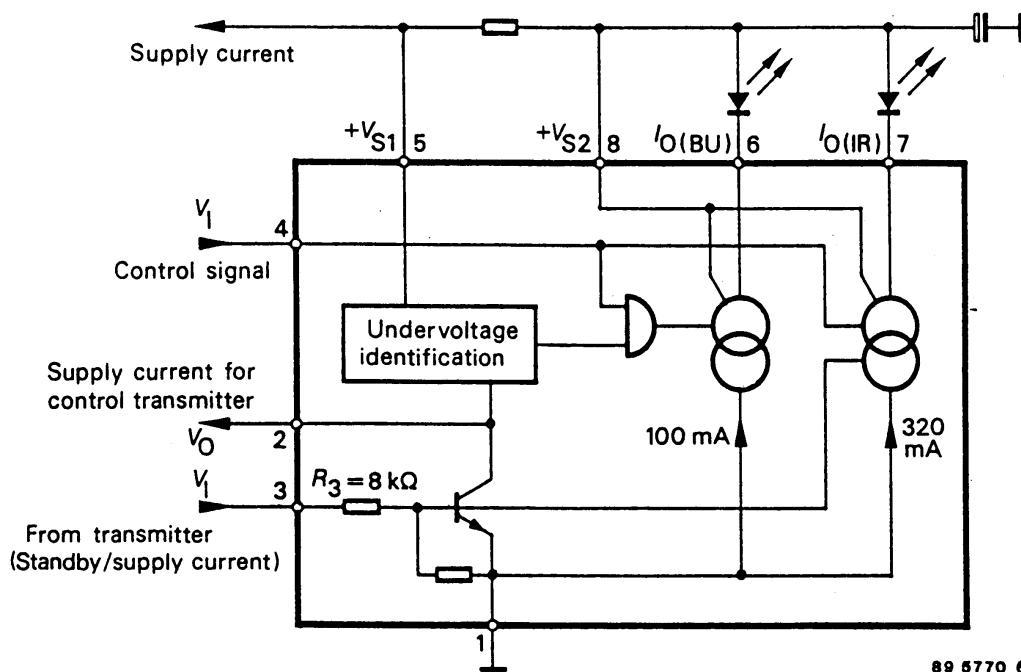 Supply current
+VS1 5
+VS2 8
IO(BU) 6
IO(IR) 7
VI
4
Control signal
Undervoltage
identification
Supply current for
control transmitter
VO
2
100 mA
320
mA
VI
3
R3 = 8 kΩ
From transmitter
(Standby/supply current)
1
89 5770